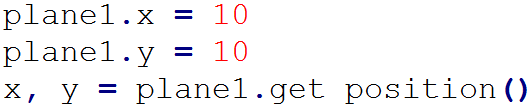 plane1.x = 10
plane1.y = 10
x, y = plane1.get position()